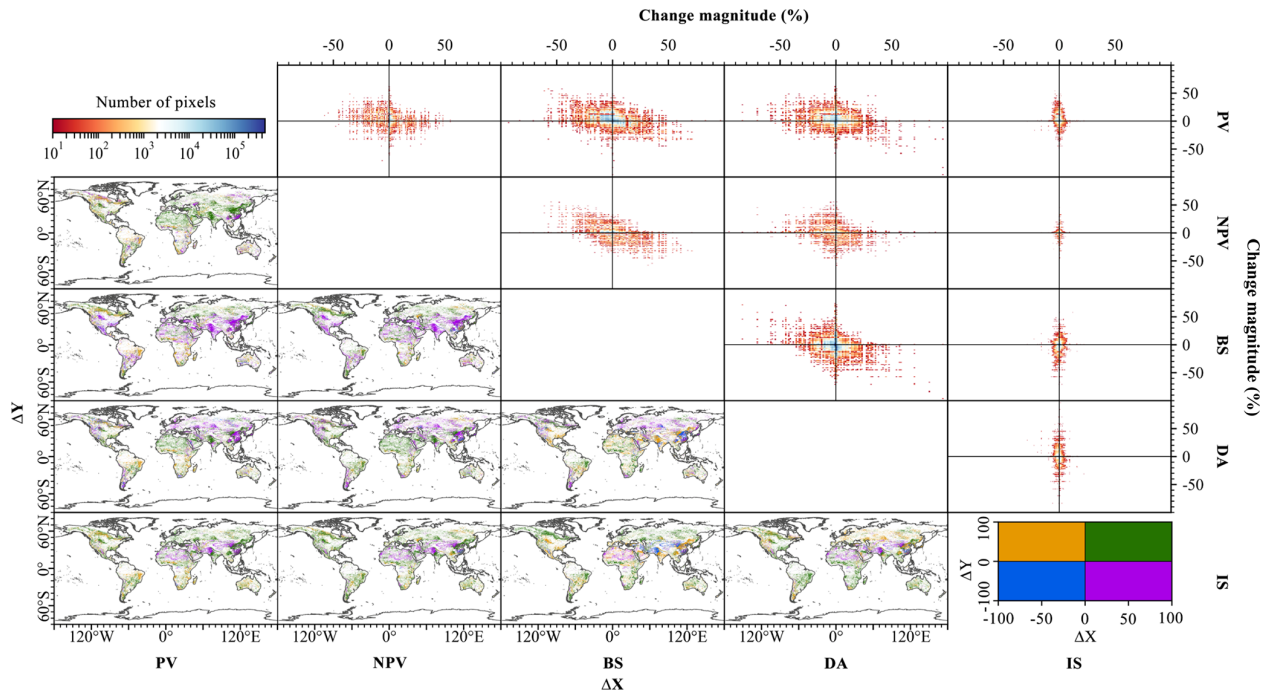 Change magnitude (%)
-50 0 50 -50 0 50 -50 0 50 -50 0 50
Number of pixels
10¹ 10² 10³ 10⁴ 10⁵
50
0
-50
PV
60°N
0°
60°S
50
0
-50
NPV
60°N
0°
60°S
50
0
-50
BS
60°N
0°
60°S
50
0
-50
DA
60°N
0°
60°S
100
0
-100
ΔY
-100 -50 0 50 100
ΔX
IS
ΔY
Change magnitude (%)
120°W 0° 120°E 120°W 0° 120°E 120°W 0° 120°E 120°W 0° 120°E
PV NPV BS DA IS
ΔX